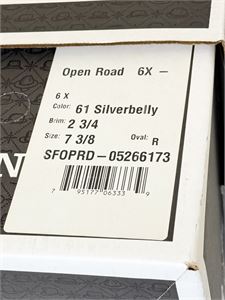 Open Road 6X –
6 X
Color: 61 Silverbelly
Brim: 2 3/4
Size: 7 3/8 Oval: R
SFOPRD–05266173
7 95177 06333 9
N